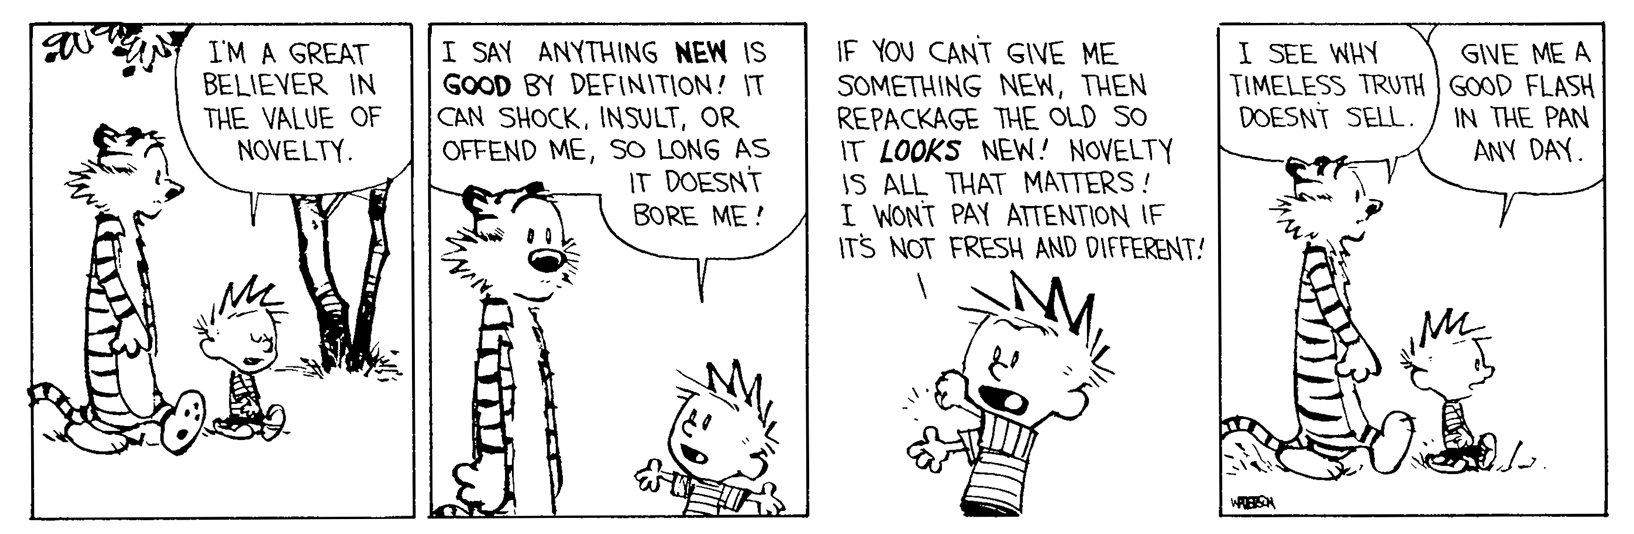 I'M A GREAT
BELIEVER IN
THE VALUE OF
NOVELTY.
I SAY ANYTHING NEW IS
GOOD BY DEFINITION! IT
CAN SHOCK, INSULT, OR
OFFEND ME, SO LONG AS
IT DOESN'T
BORE ME!
IF YOU CAN'T GIVE ME
SOMETHING NEW, THEN
REPACKAGE THE OLD SO
IT LOOKS NEW! NOVELTY
IS ALL THAT MATTERS!
I WON'T PAY ATTENTION IF
IT'S NOT FRESH AND DIFFERENT!
I SEE WHY
TIMELESS TRUTH
DOESN'T SELL.
GIVE ME A
GOOD FLASH
IN THE PAN
ANY DAY.
WATTERSON